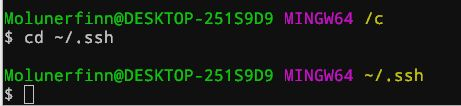 Molunerfinn@DESKTOP-251S9D9 MINGW64 /c
$ cd ~/.ssh
Molunerfinn@DESKTOP-251S9D9 MINGW64 ~/.ssh
$